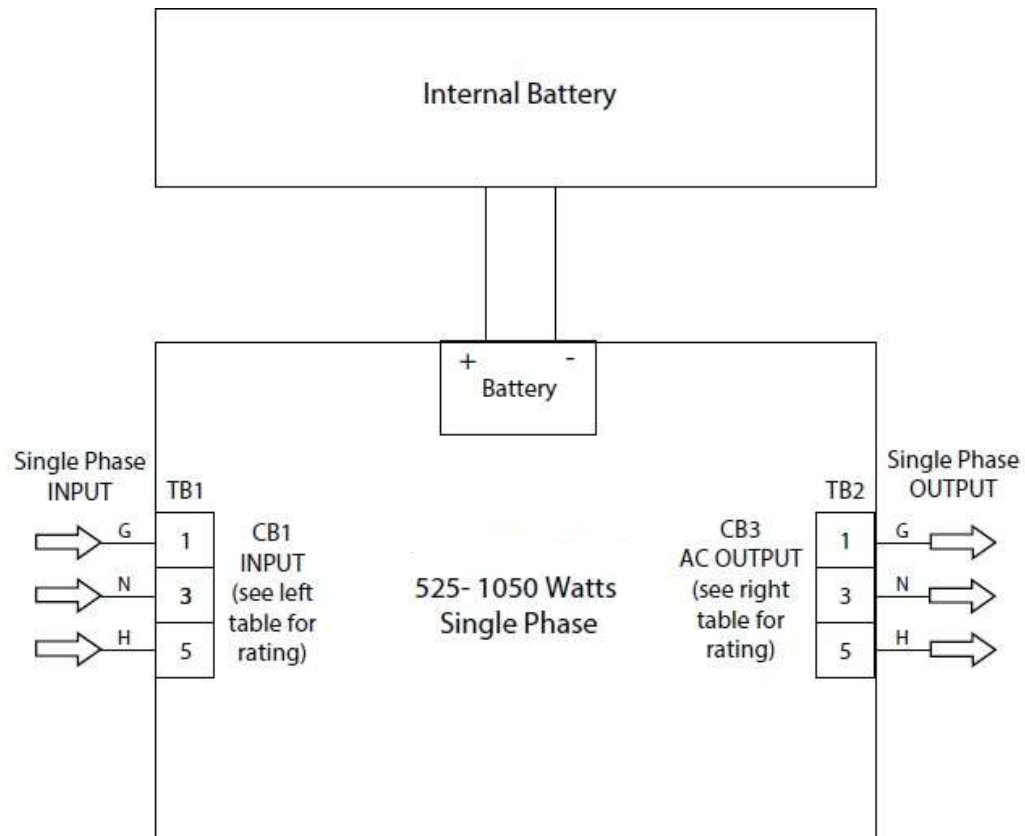 Internal Battery
+ -
Battery
Single Phase
INPUT
TB1
G
1
N
3
H
5
CB1
INPUT
(see left
table for
rating)
525- 1050 Watts
Single Phase
CB3
AC OUTPUT
(see right
table for
rating)
TB2
1
3
5
Single Phase
OUTPUT
G
N
H